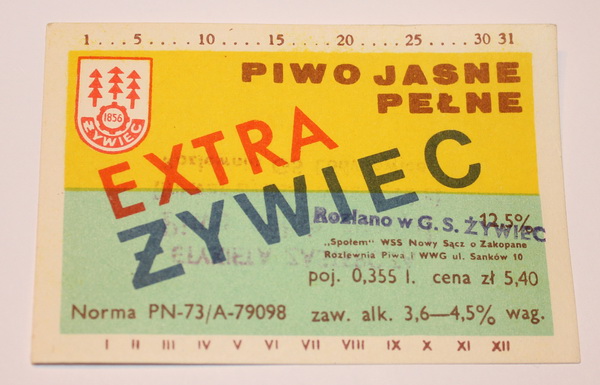 1....5.......10.........15.........20.........25.......30 31
PIWO JASNE
PEŁNE
1856
ŻYWIEC
EXTRA
ŻYWIEC
12,5%
Rozlano w G. S. ŻYWIEC
„Społem" WSS Nowy Sącz o Zakopane
Rozlewnia Piwa i WWG ul. Sanków 10
poj. 0,355 l. cena zł 5,40
Norma PN-73/A-79098 zaw. alk. 3,6—4,5% wag.
I II III IV V VI VII VIII IX X XI XII